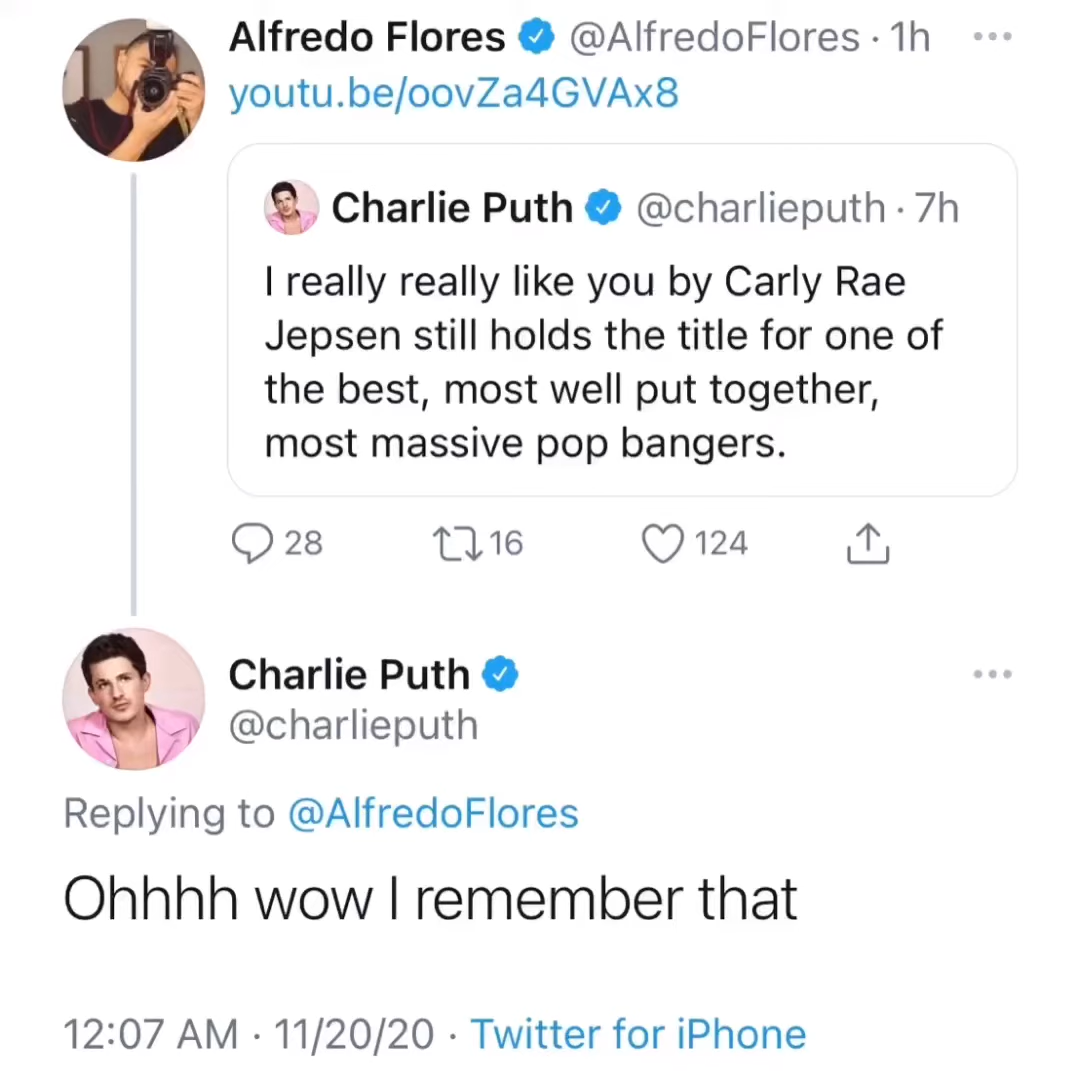 Alfredo Flores @AlfredoFlores · 1h
youtu.be/oovZa4GVAx8
Charlie Puth @charlieputh · 7h
I really really like you by Carly Rae
Jepsen still holds the title for one of
the best, most well put together,
most massive pop bangers.
28 16 124
Charlie Puth
@charlieputh
Replying to @AlfredoFlores
Ohhhh wow I remember that
12:07 AM · 11/20/20 · Twitter for iPhone